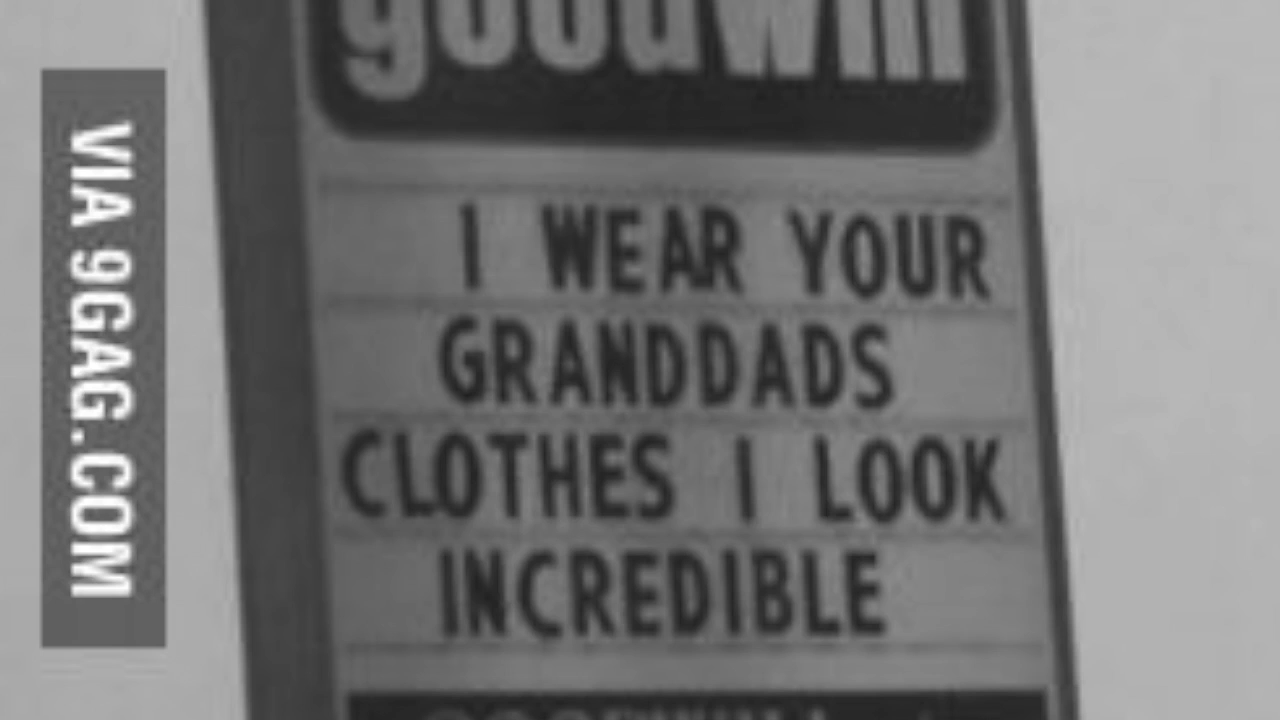 goodwill
I WEAR YOUR
GRANDDADS
CLOTHES I LOOK
INCREDIBLE
VIA 9GAG.COM